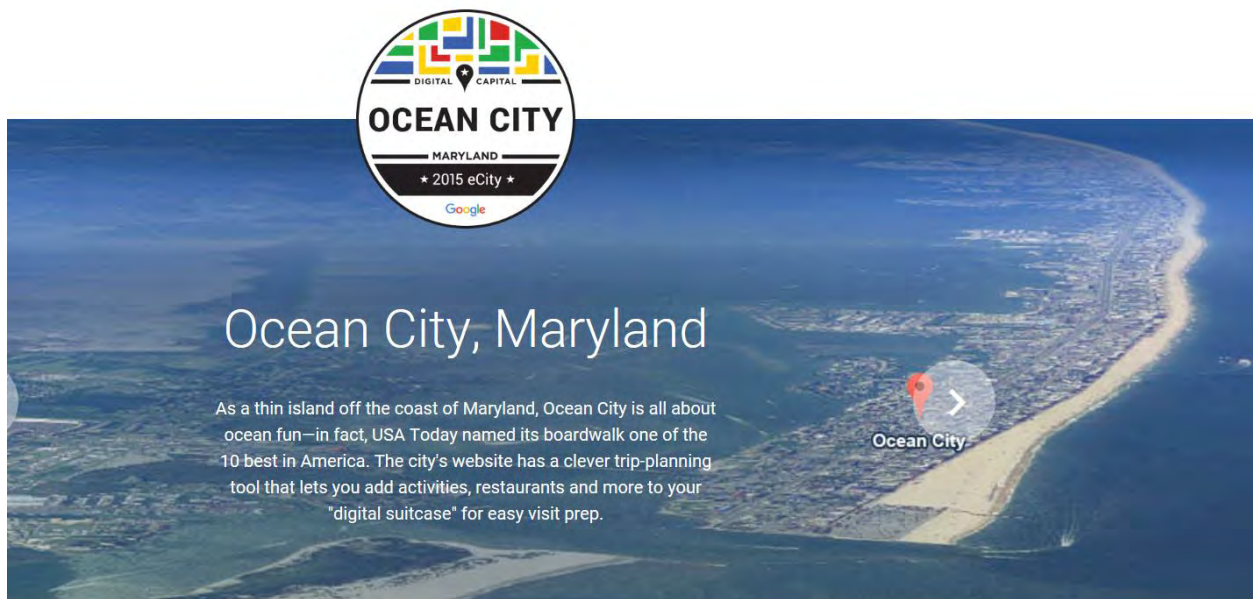 DIGITAL CAPITAL
OCEAN CITY
MARYLAND
★ 2015 eCity ★
Google
Ocean City, Maryland
As a thin island off the coast of Maryland, Ocean City is all about
ocean fun—in fact, USA Today named its boardwalk one of the
10 best in America. The city's website has a clever trip-planning
tool that lets you add activities, restaurants and more to your
"digital suitcase" for easy visit prep.
Ocean City